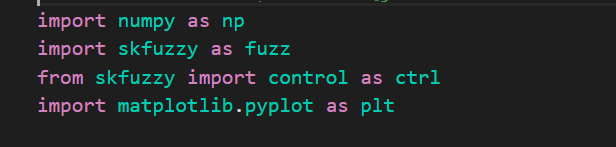 import numpy as np
import skfuzzy as fuzz
from skfuzzy import control as ctrl
import matplotlib.pyplot as plt